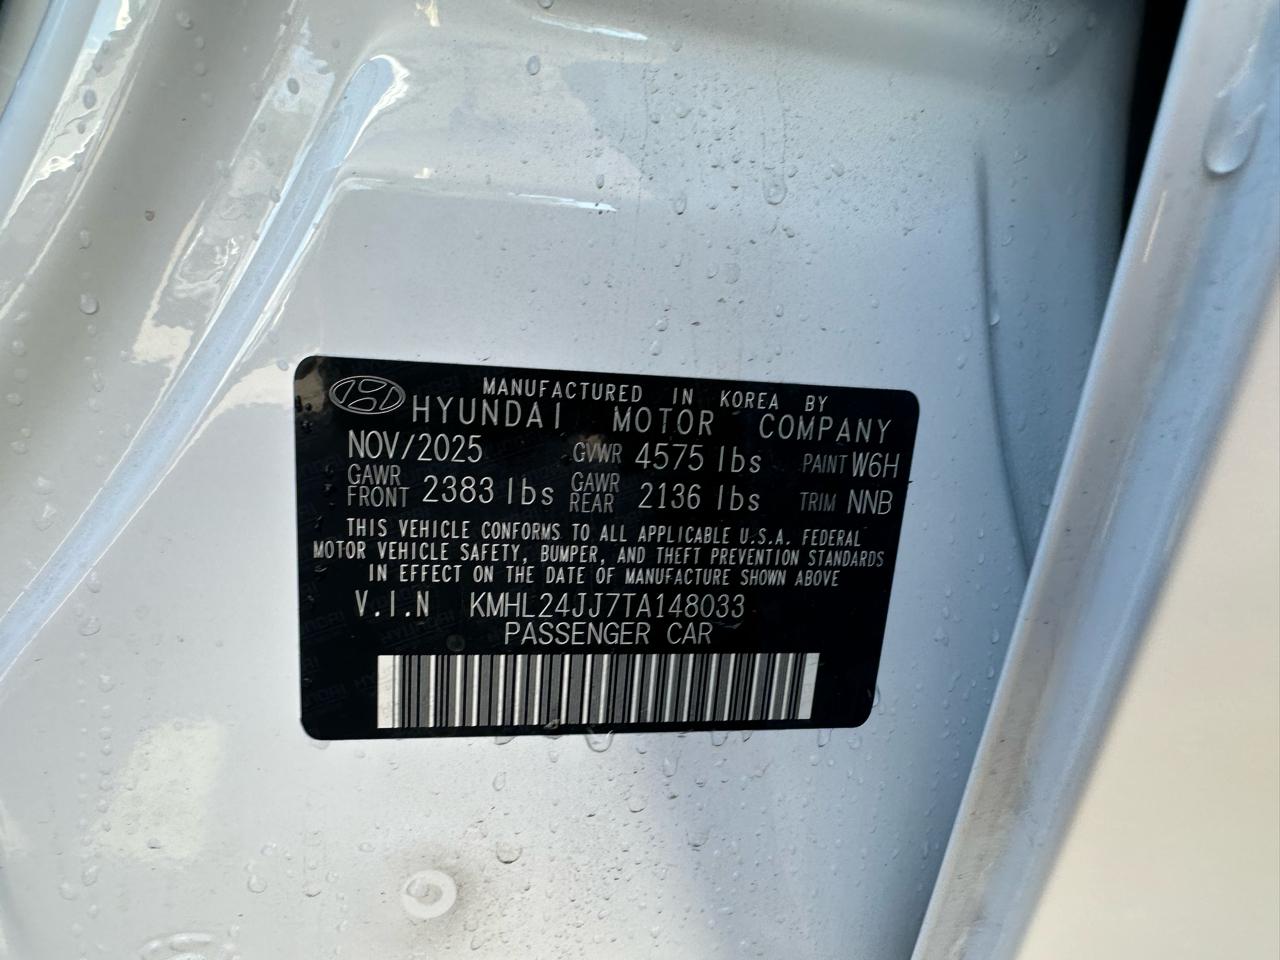 MANUFACTURED IN KOREA BY
HYUNDAI MOTOR COMPANY
NOV/2025 GVWR 4575 lbs PAINT W6H
GAWR FRONT 2383 lbs GAWR REAR 2136 lbs TRIM NNB
THIS VEHICLE CONFORMS TO ALL APPLICABLE U.S.A. FEDERAL
MOTOR VEHICLE SAFETY, BUMPER, AND THEFT PREVENTION STANDARDS
IN EFFECT ON THE DATE OF MANUFACTURE SHOWN ABOVE
V.I.N KMHL24JJ7TA148033
PASSENGER CAR